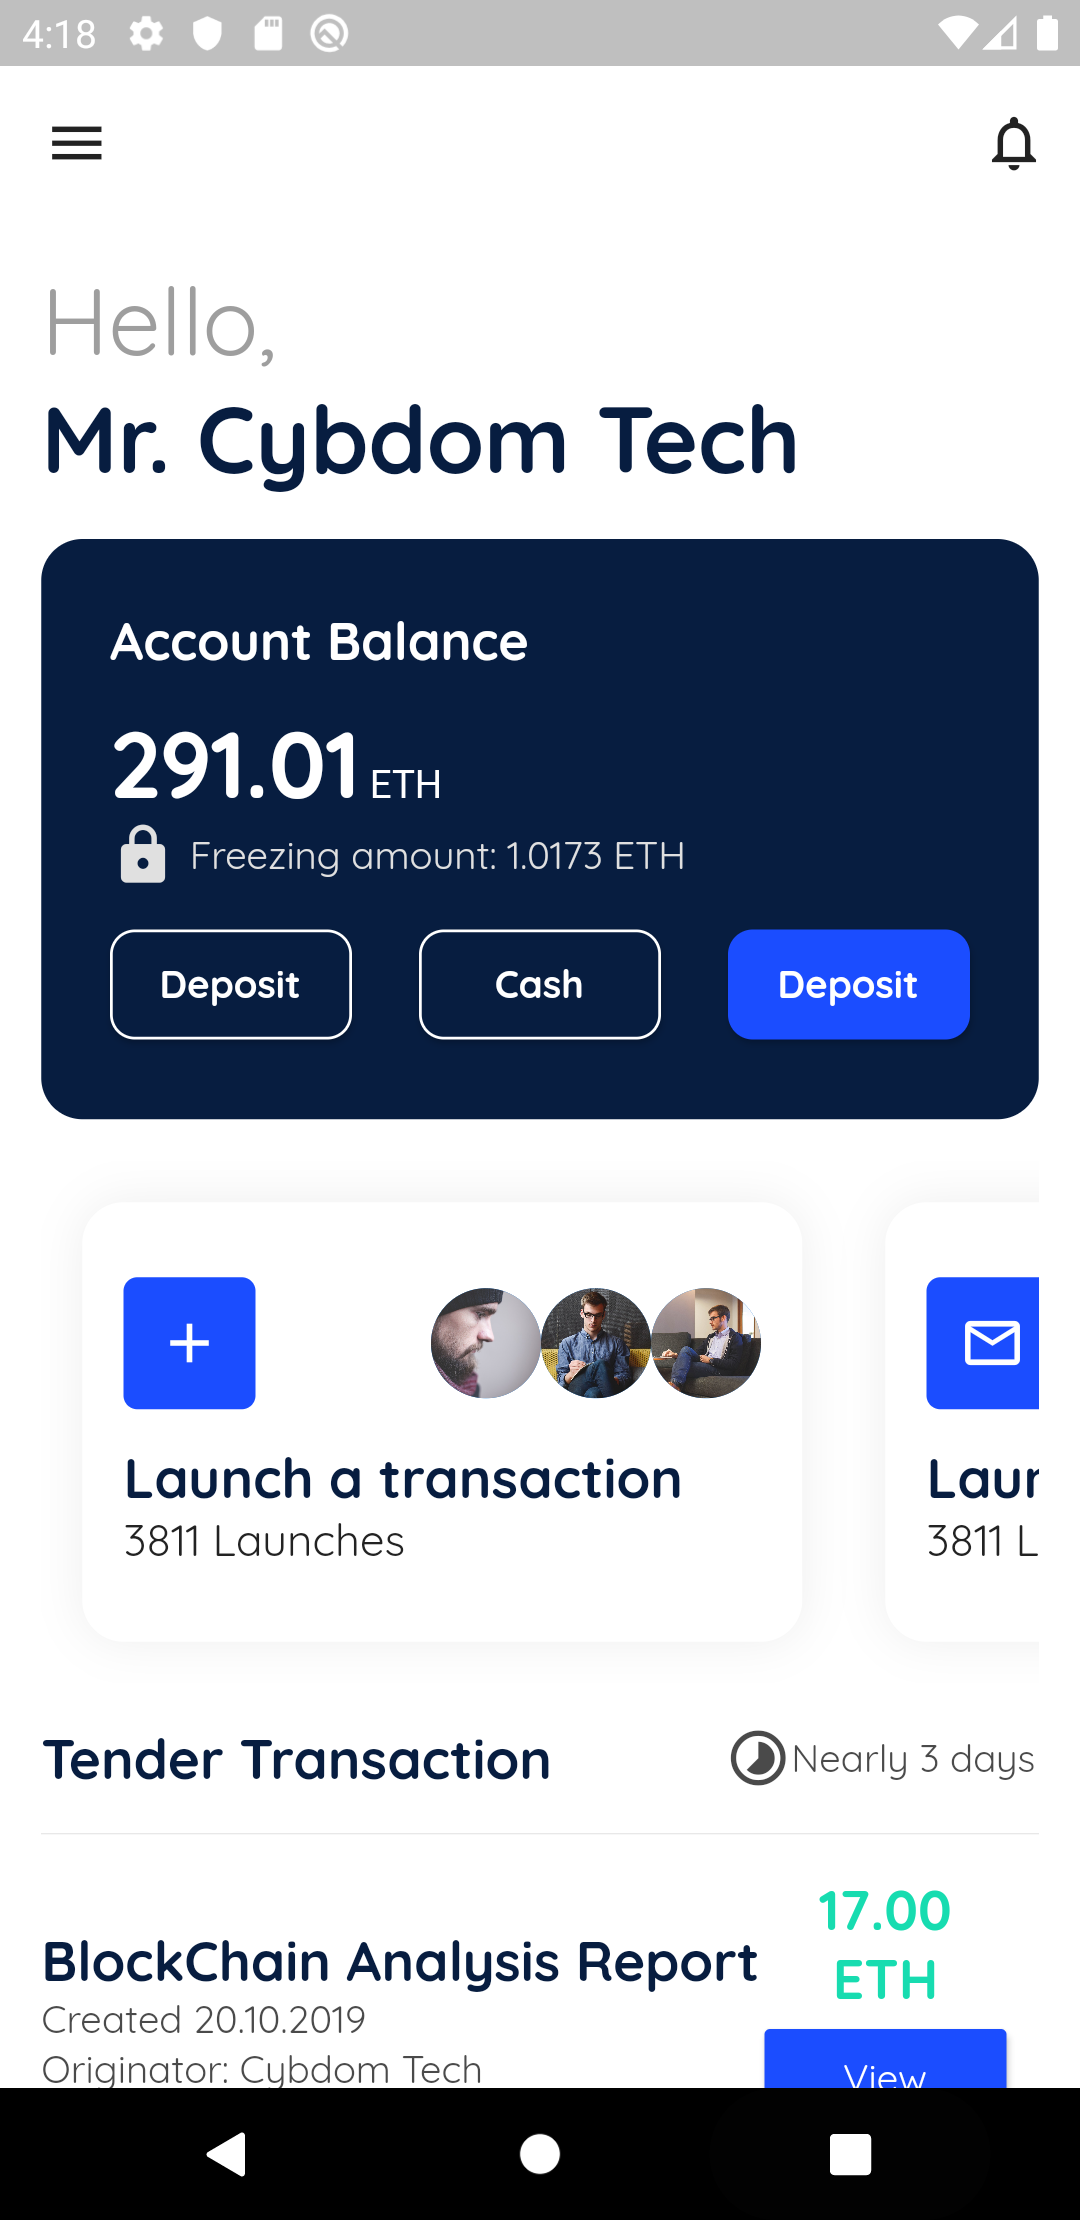 4:18
Hello,
Mr. Cybdom Tech
Account Balance
291.01 ETH
Freezing amount: 1.0173 ETH
Deposit Cash Deposit
Launch a transaction
3811 Launches
Laun
3811 L
Tender Transaction
Nearly 3 days
17.00
ETH
BlockChain Analysis Report
Created 20.10.2019
Originator: Cybdom Tech
View